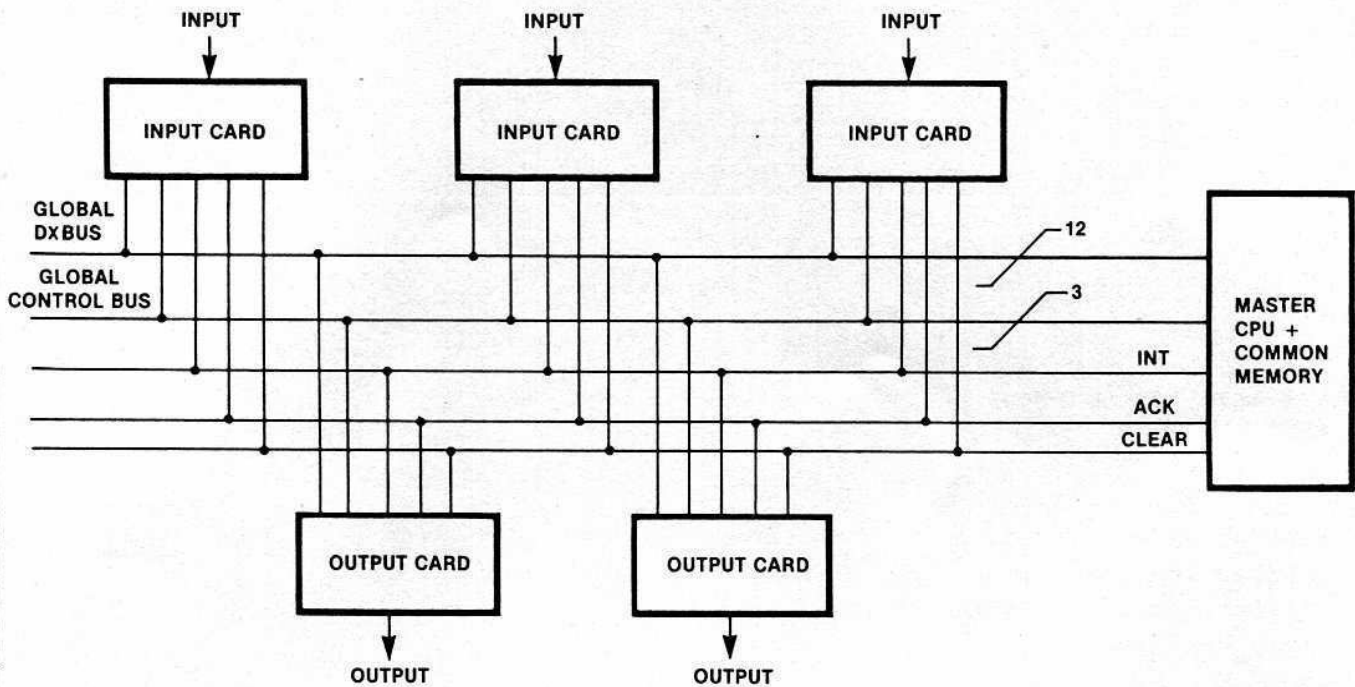 INPUT
INPUT
INPUT
INPUT CARD
INPUT CARD
INPUT CARD
GLOBAL
DXBUS
12
GLOBAL
CONTROL BUS
3
MASTER
CPU +
COMMON
MEMORY
INT
ACK
CLEAR
OUTPUT CARD
OUTPUT CARD
OUTPUT
OUTPUT